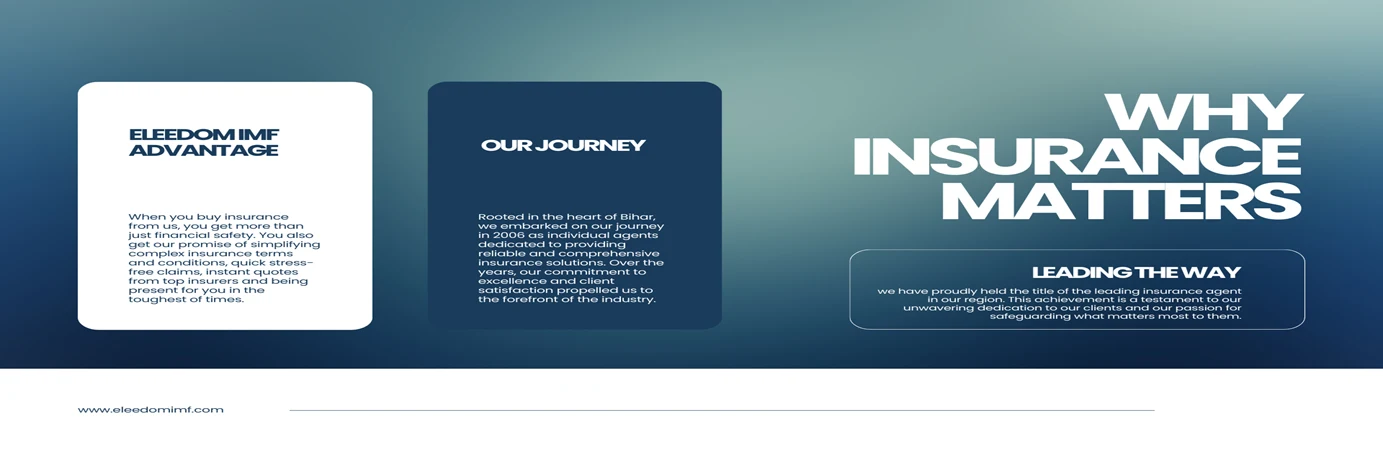 ELEEDOM IMF
ADVANTAGE
When you buy insurance
from us, you get more than
just financial safety. You also
get our promise of simplifying
complex insurance terms
and conditions, quick stress-
free claims, instant quotes
from top insurers and being
present for you in the
toughest of times.
OUR JOURNEY
Rooted in the heart of Bihar,
we embarked on our journey
in 2006 as individual agents
dedicated to providing
reliable and comprehensive
insurance solutions. Over the
years, our commitment to
excellence and client
satisfaction propelled us to
the forefront of the industry.
WHY
INSURANCE
MATTERS
LEADING THE WAY
we have proudly held the title of the leading insurance agent
in our region. This achievement is a testament to our
unwavering dedication to our clients and our passion for
safeguarding what matters most to them.
www.eleedomimf.com